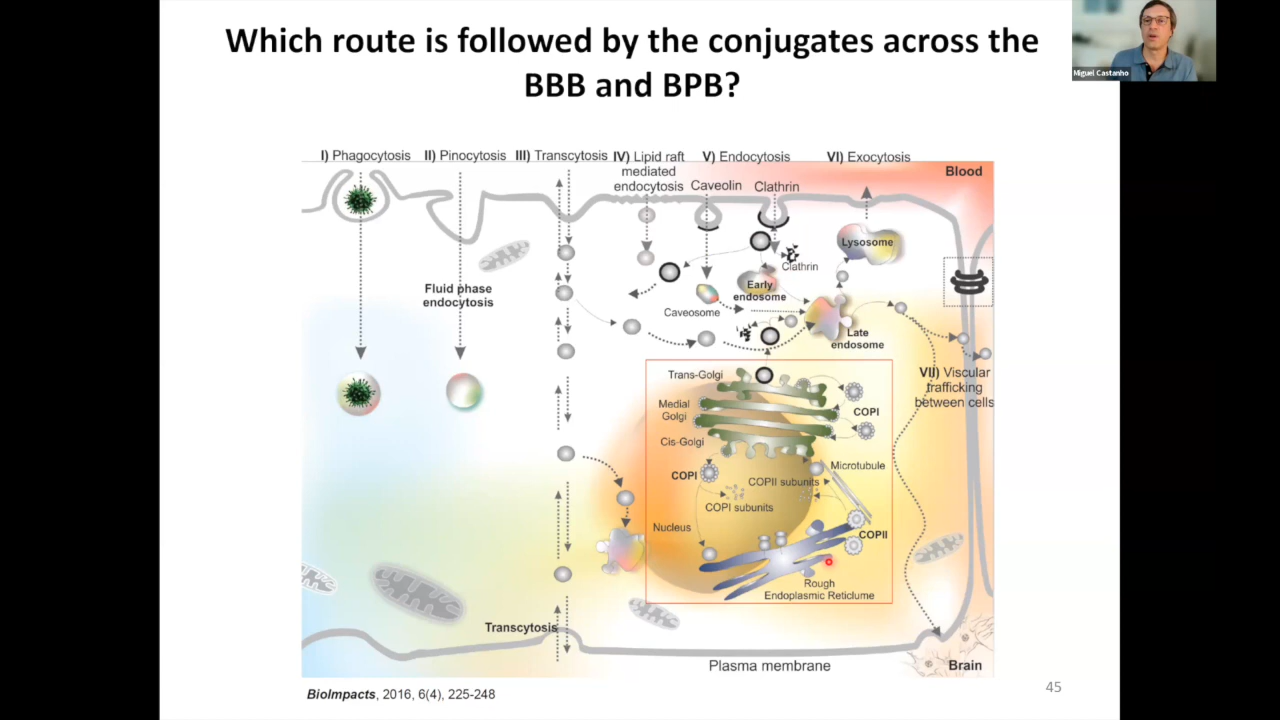 Which route is followed by the conjugates across the
BBB and BPB?
Miguel Castanho
I) Phagocytosis
II) Pinocytosis
III) Transcytosis
IV) Lipid raft
mediated
endocytosis
V) Endocytosis
Caveolin
Clathrin
VI) Exocytosis
Blood
Lysosome
Clathrin
Early
endosome
Fluid phase
endocytosis
Caveosome
Late
endosome
VII) Viscular
trafficking
between cells
Trans-Golgi
Medial
Golgi
COPI
Cis-Golgi
Microtubule
COPI
COPII subunits
COPI subunits
Nucleus
COPII
Rough
Endoplasmic Reticlume
Transcytosis
Plasma membrane
Brain
BioImpacts, 2016, 6(4), 225-248
45